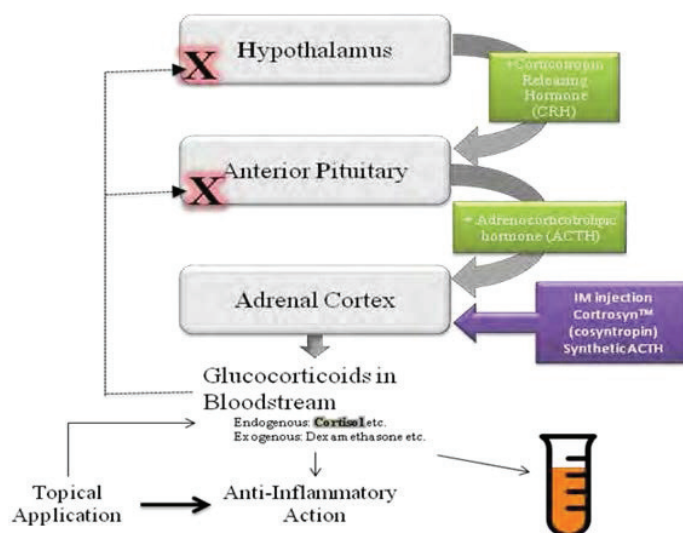 X
Hypothalamus
+Corticotropin
Releasing
Hormone
(CRH)
X
Anterior Pituitary
+ Adrenocorticotrophic
hormone (ACTH)
Adrenal Cortex
IM injection
Cortrosyn™
(cosyntropin)
Synthetic ACTH
Glucocorticoids in
Bloodstream
Endogenous: Cortisol etc.
Exogenous: Dexamethasone etc.
Topical
Application
Anti-Inflammatory
Action